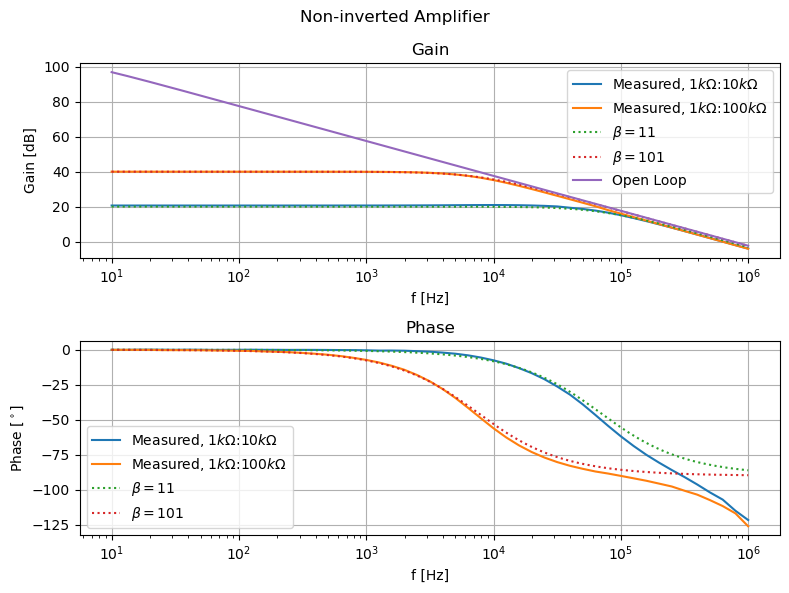 Non-inverted Amplifier
Gain
Gain [dB]
100
80
60
40
20
0
Measured, 1kΩ:10kΩ
Measured, 1kΩ:100kΩ
β = 11
β = 101
Open Loop
10¹ 10² 10³ 10⁴ 10⁵ 10⁶
f [Hz]
Phase
Phase [°]
0
−25
−50
−75
−100
−125
Measured, 1kΩ:10kΩ
Measured, 1kΩ:100kΩ
β = 11
β = 101
10¹ 10² 10³ 10⁴ 10⁵ 10⁶
f [Hz]